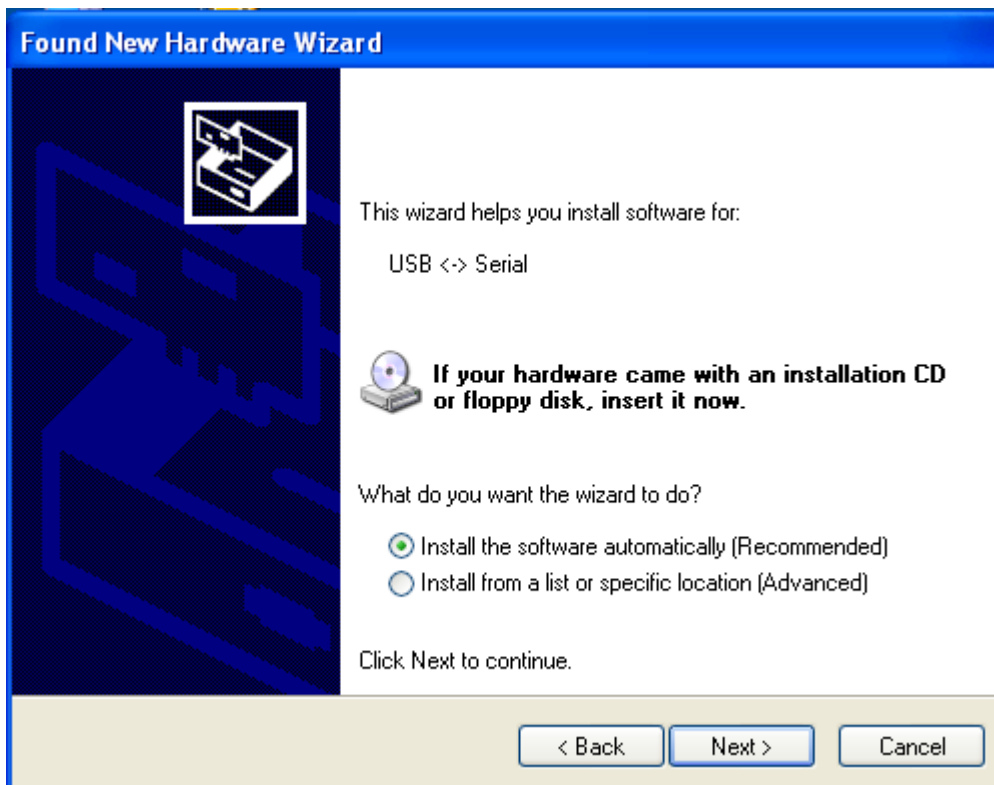 Found New Hardware Wizard
This wizard helps you install software for:
USB <-> Serial
If your hardware came with an installation CD
or floppy disk, insert it now.
What do you want the wizard to do?
Install the software automatically (Recommended)
Install from a list or specific location (Advanced)
Click Next to continue.
< Back Next > Cancel